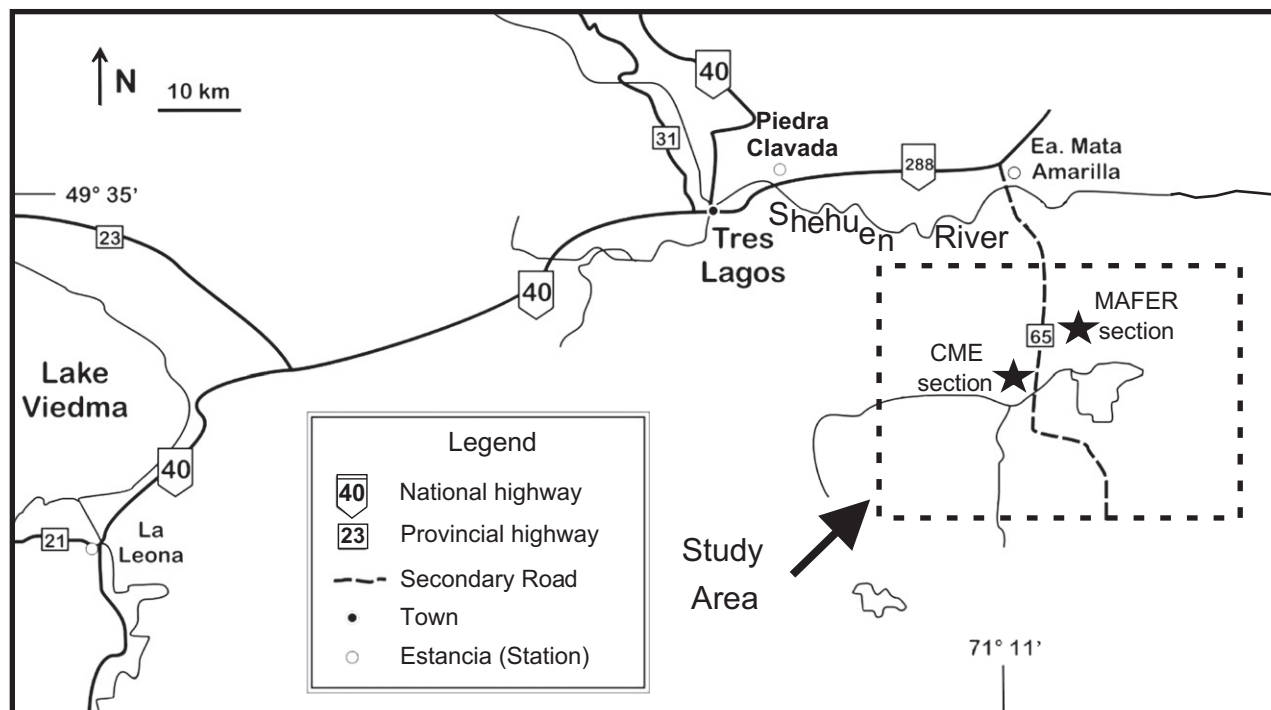 N
10 km
40
31
Piedra
Clavada
288
Ea. Mata
Amarilla
49° 35'
23
Shehuen River
Tres
Lagos
40
MAFER
section
65
CME
section
Lake
Viedma
40
La
Leona
21
Legend
40 National highway
23 Provincial highway
Secondary Road
Town
Estancia (Station)
Study
Area
71° 11'